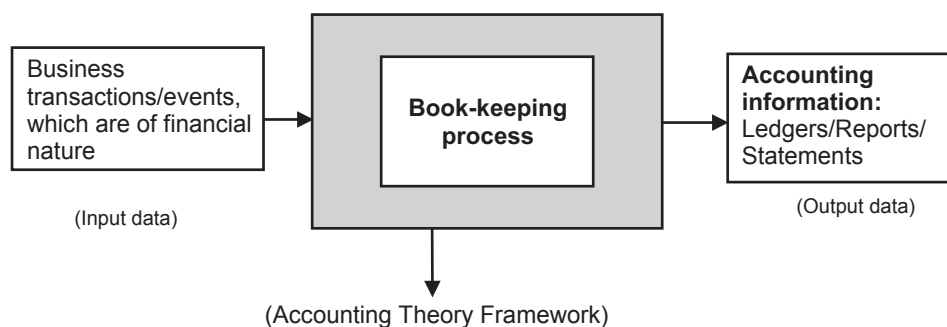 Business
transactions/events,
which are of financial
nature
(Input data)
Book-keeping
process
Accounting
information:
Ledgers/Reports/
Statements
(Output data)
(Accounting Theory Framework)